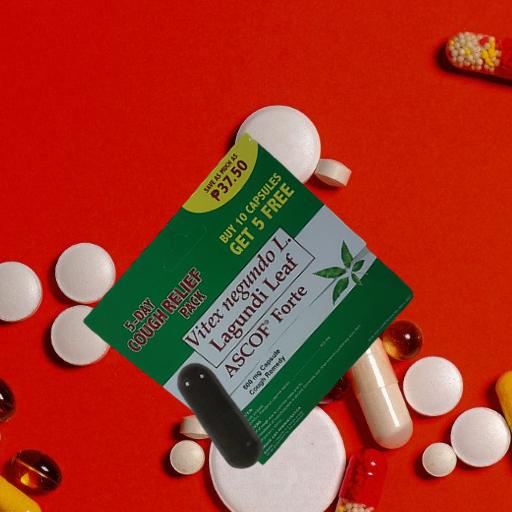 SAVE AS MUCH AS
₱37.50
BUY 10 CAPSULES
GET 5 FREE
5-DAY
COUGH RELIEF
PACK
Vitex negundo L.
Lagundi Leaf
ASCOF® Forte
600 mg Capsule
Cough Remedy